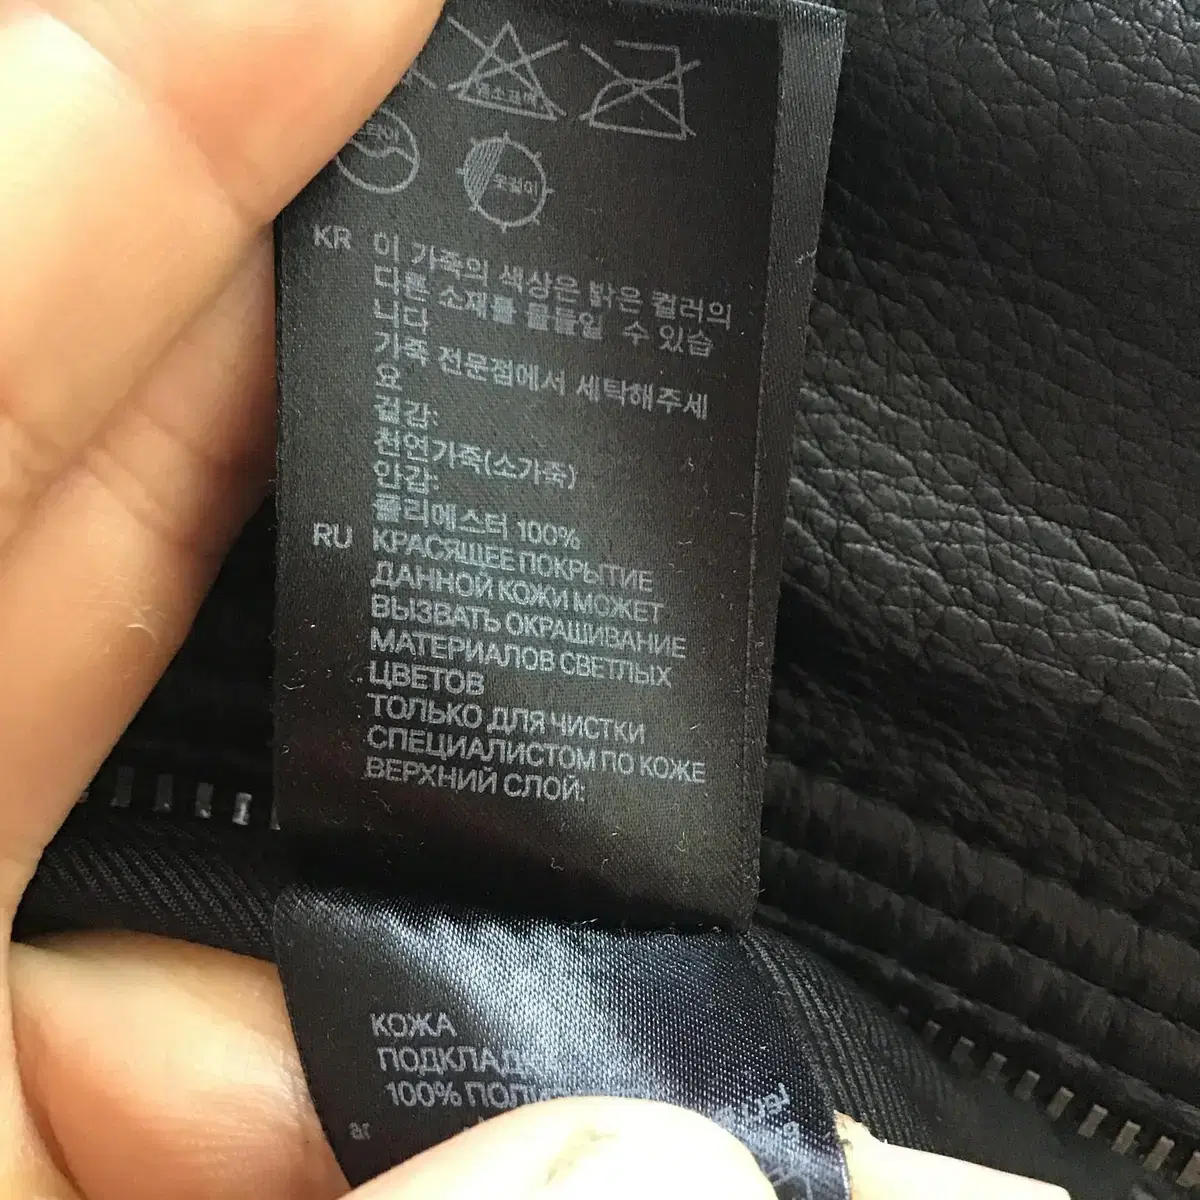 옷걸이
KR 이 가죽의 색상은 밝은 컬러의
다른 소재를 물들일 수 있습
니다
가죽 전문점에서 세탁해주세
요
겉감:
천연가죽(소가죽)
안감:
폴리에스터 100%
RU КРАСЯЩЕЕ ПОКРЫТИЕ
ДАННОЙ КОЖИ МОЖЕТ
ВЫЗВАТЬ ОКРАШИВАНИЕ
МАТЕРИАЛОВ СВЕТЛЫХ
ЦВЕТОВ
ТОЛЬКО ДЛЯ ЧИСТКИ
СПЕЦИАЛИСТОМ ПО КОЖЕ
ВЕРХНИЙ СЛОЙ:
КОЖА
100%